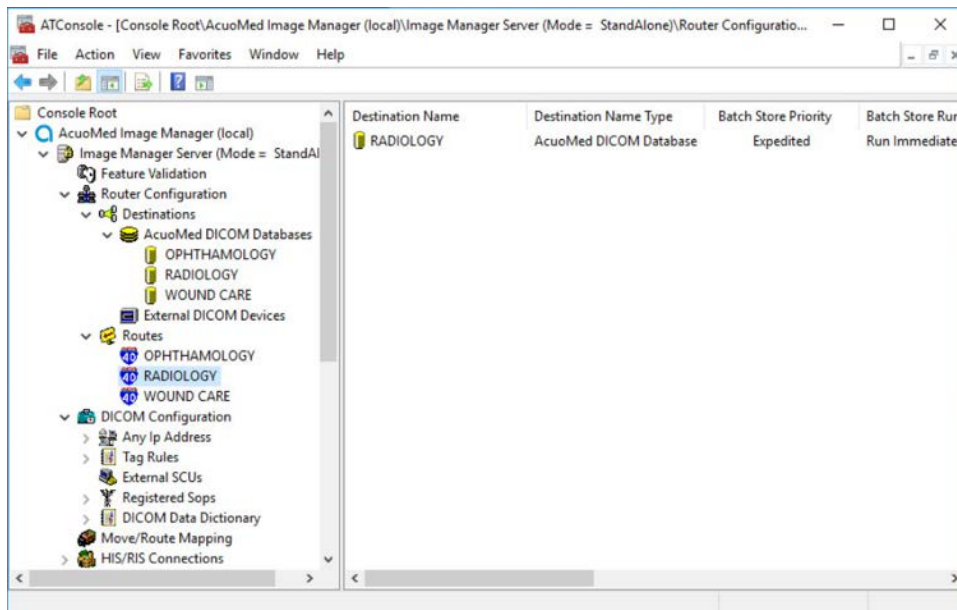 ATConsole - [Console Root\AcuoMed Image Manager (local)\Image Manager Server (Mode = StandAlone)\Router Configuratio...
File Action View Favorites Window Help
Console Root
AcuoMed Image Manager (local)
Image Manager Server (Mode = StandAl
Feature Validation
Router Configuration
Destinations
AcuoMed DICOM Databases
OPHTHAMOLOGY
RADIOLOGY
WOUND CARE
External DICOM Devices
Routes
40 OPHTHAMOLOGY
40 RADIOLOGY
40 WOUND CARE
DICOM Configuration
Any Ip Address
Tag Rules
External SCUs
Registered Sops
DICOM Data Dictionary
Move/Route Mapping
HIS/RIS Connections
Destination Name Destination Name Type Batch Store Priority Batch Store Run
RADIOLOGY AcuoMed DICOM Database Expedited Run Immediate